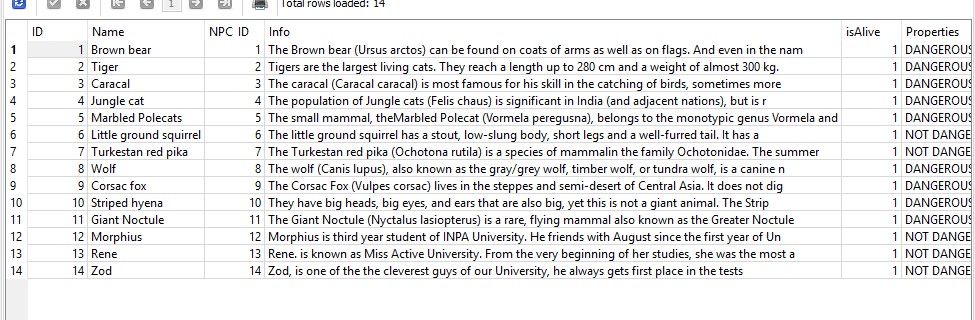 1 Total rows loaded: 14
ID Name NPC ID Info isAlive Properties
1 1 Brown bear 1 The Brown bear (Ursus arctos) can be found on coats of arms as well as on flags. And even in the nam 1 DANGEROUS
2 2 Tiger 2 Tigers are the largest living cats. They reach a length up to 280 cm and a weight of almost 300 kg. 1 DANGEROUS
3 3 Caracal 3 The caracal (Caracal caracal) is most famous for his skill in the catching of birds, sometimes more 1 DANGEROUS
4 4 Jungle cat 4 The population of Jungle cats (Felis chaus) is significant in India (and adjacent nations), but is r 1 DANGEROUS
5 5 Marbled Polecats 5 The small mammal, theMarbled Polecat (Vormela peregusna), belongs to the monotypic genus Vormela and 1 DANGEROUS
6 6 Little ground squirrel 6 The little ground squirrel has a stout, low-slung body, short legs and a well-furred tail. It has a 1 NOT DANGE
7 7 Turkestan red pika 7 The Turkestan red pika (Ochotona rutila) is a species of mammalin the family Ochotonidae. The summer 1 NOT DANGE
8 8 Wolf 8 The wolf (Canis lupus), also known as the gray/grey wolf, timber wolf, or tundra wolf, is a canine n 1 DANGEROUS
9 9 Corsac fox 9 The Corsac Fox (Vulpes corsac) lives in the steppes and semi-desert of Central Asia. It does not dig 1 DANGEROUS
10 10 Striped hyena 10 They have big heads, big eyes, and ears that are also big, yet this is not a giant animal. The Strip 1 DANGEROUS
11 11 Giant Noctule 11 The Giant Noctule (Nyctalus lasiopterus) is a rare, flying mammal also known as the Greater Noctule 1 DANGEROUS
12 12 Morphius 12 Morphius is third year student of INPA University. He friends with August since the first year of Un 1 NOT DANGE
13 13 Rene 13 Rene. is known as Miss Active University. From the very beginning of her studies, she was the most a 1 NOT DANGE
14 14 Zod 14 Zod, is one of the the cleverest guys of our University, he always gets first place in the tests 1 NOT DANGE